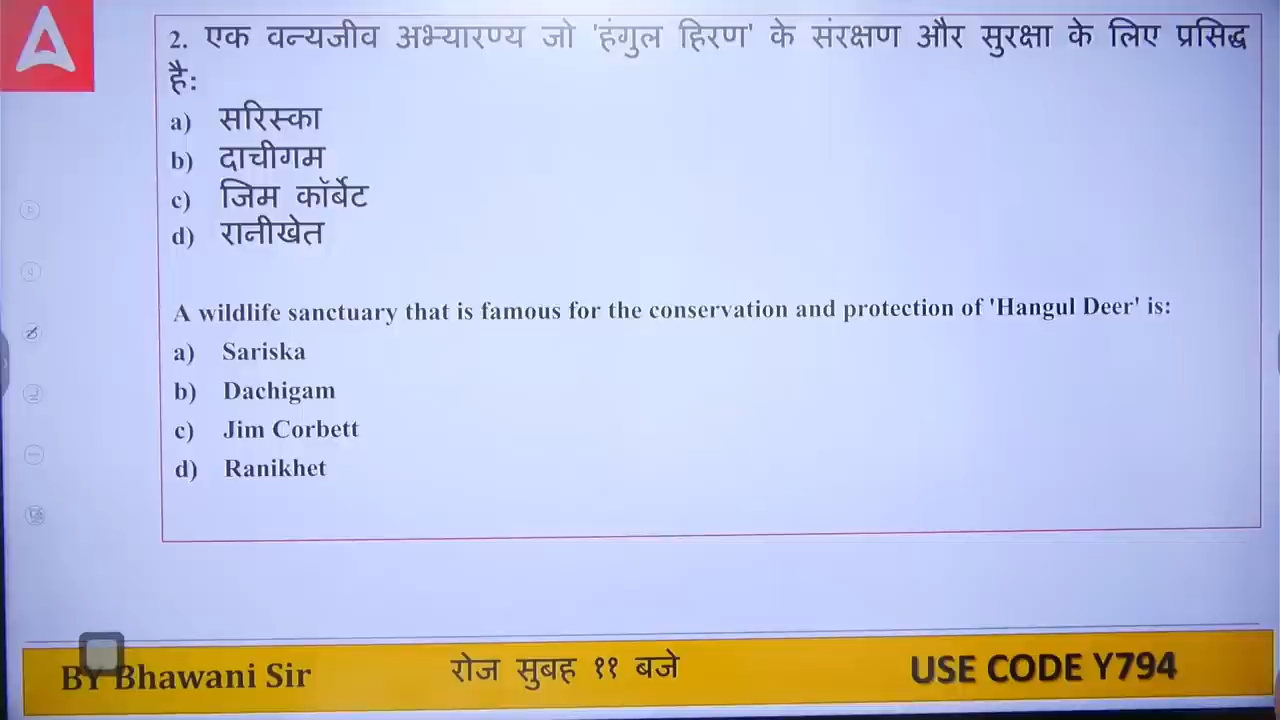 2. एक वन्यजीव अभ्यारण्य जो 'हंगुल हिरण' के संरक्षण और सुरक्षा के लिए प्रसिद्ध
है:
a) सरिस्का
b) दाचीगम
c) जिम कॉर्बेट
d) रानीखेत
A wildlife sanctuary that is famous for the conservation and protection of 'Hangul Deer' is:
a) Sariska
b) Dachigam
c) Jim Corbett
d) Ranikhet
BY Bhawani Sir रोज सुबह ११ बजे USE CODE Y794